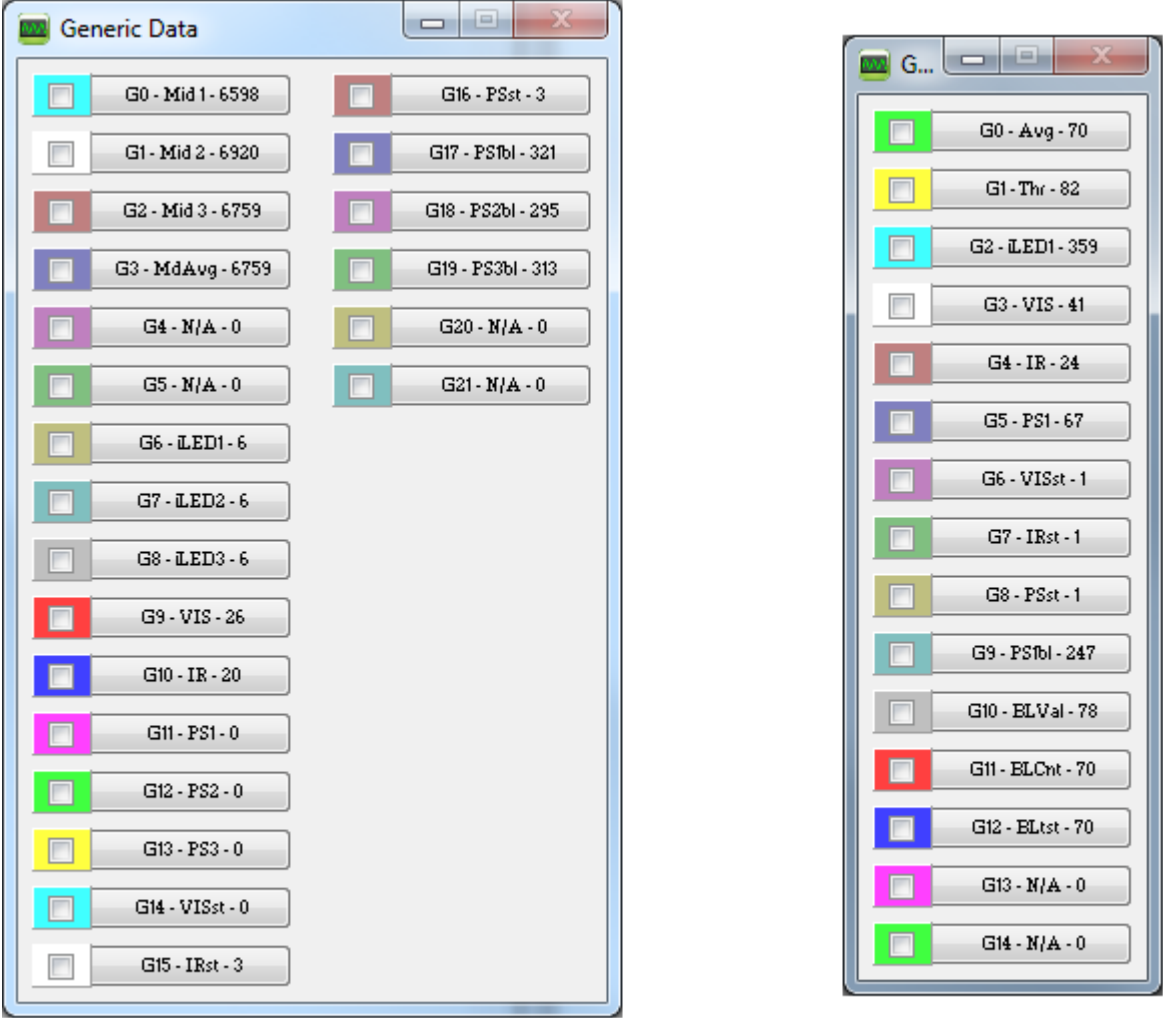 Generic Data
G0 - Mid 1 - 6598
G1 - Mid 2 - 6920
G2 - Mid 3 - 6759
G3 - MdAvg - 6759
G4 - N/A - 0
G5 - N/A - 0
G6 - iLED1 - 6
G7 - iLED2 - 6
G8 - iLED3 - 6
G9 - VIS - 26
G10 - IR - 20
G11 - PS1 - 0
G12 - PS2 - 0
G13 - PS3 - 0
G14 - VISst - 0
G15 - IRst - 3
G16 - PSst - 3
G17 - PS1bl - 321
G18 - PS2bl - 295
G19 - PS3bl - 313
G20 - N/A - 0
G21 - N/A - 0
G...
G0 - Avg - 70
G1 - Thr - 82
G2 - iLED1 - 359
G3 - VIS - 41
G4 - IR - 24
G5 - PS1 - 67
G6 - VISst - 1
G7 - IRst - 1
G8 - PSst - 1
G9 - PS1bl - 247
G10 - BLVal - 78
G11 - BLCnt - 70
G12 - BLtst - 70
G13 - N/A - 0
G14 - N/A - 0